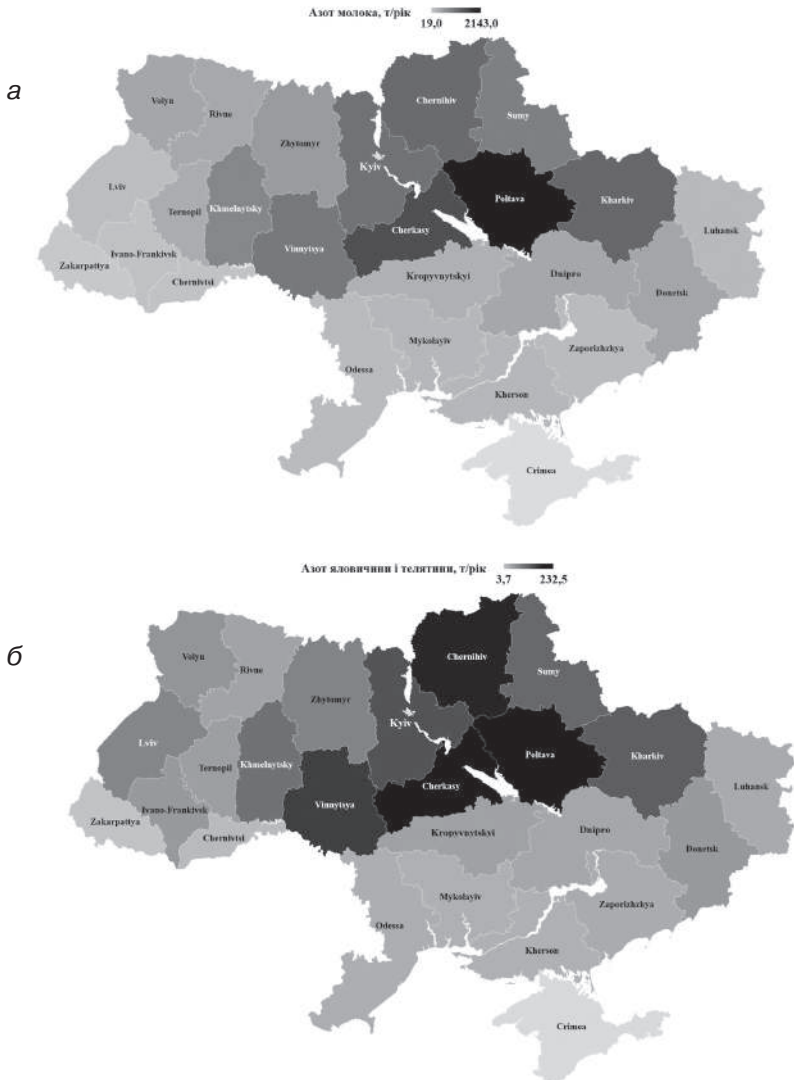 Азот молока, т/рік
19,0 2143,0
а
Volyn
Rivne
Zhytomyr
Kyiv
Chernihiv
Sumy
Lviv
Ternopil
Khmelnytsky
Vinnytsya
Cherkasy
Poltava
Kharkiv
Luhansk
Zakarpattya
Ivano-Frankivsk
Chernivtsi
Kropyvnytskyi
Dnipro
Donetsk
Odessa
Mykolayiv
Zaporizhzhya
Kherson
Crimea
Азот яловичини і телятини, т/рік
3,7 232,5
б
Volyn
Rivne
Zhytomyr
Kyiv
Chernihiv
Sumy
Lviv
Ternopil
Khmelnytsky
Vinnytsya
Cherkasy
Poltava
Kharkiv
Luhansk
Zakarpattya
Ivano-Frankivsk
Chernivtsi
Kropyvnytskyi
Dnipro
Donetsk
Odessa
Mykolayiv
Zaporizhzhya
Kherson
Crimea